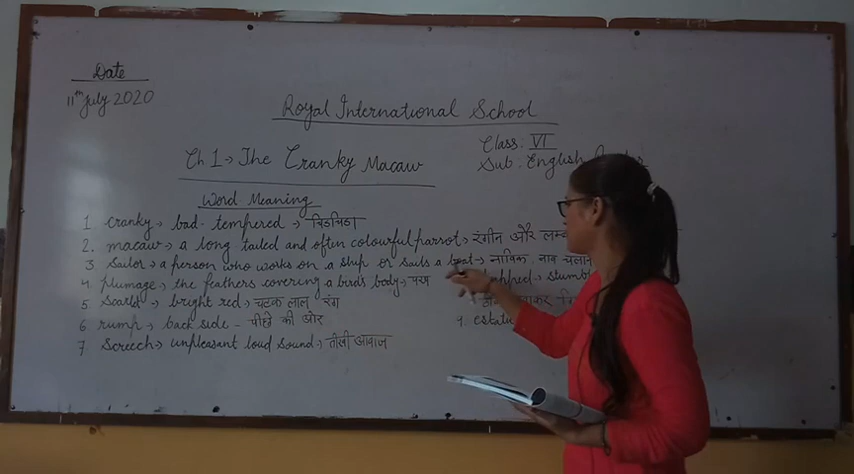 Date
11th July 2020
Royal International School
Class: VI
Ch 1 → The Cranky Macaw
Sub: English
Word Meaning
1 cranky → bad-tempered → चिडचिडा
2. macaw → a long tailed and often colourful parrot → रंगीन और
3 Sailor → a person who works on a ship or sails a boat → नाविक, नाव
4 plumage → the feathers covering a bird's body →
5 Scarlet → bright red → चटक लाल रंग
6 rump → back side - पीछे की ओर
7 Screech → unpleasant loud sound → तीखी आवाज